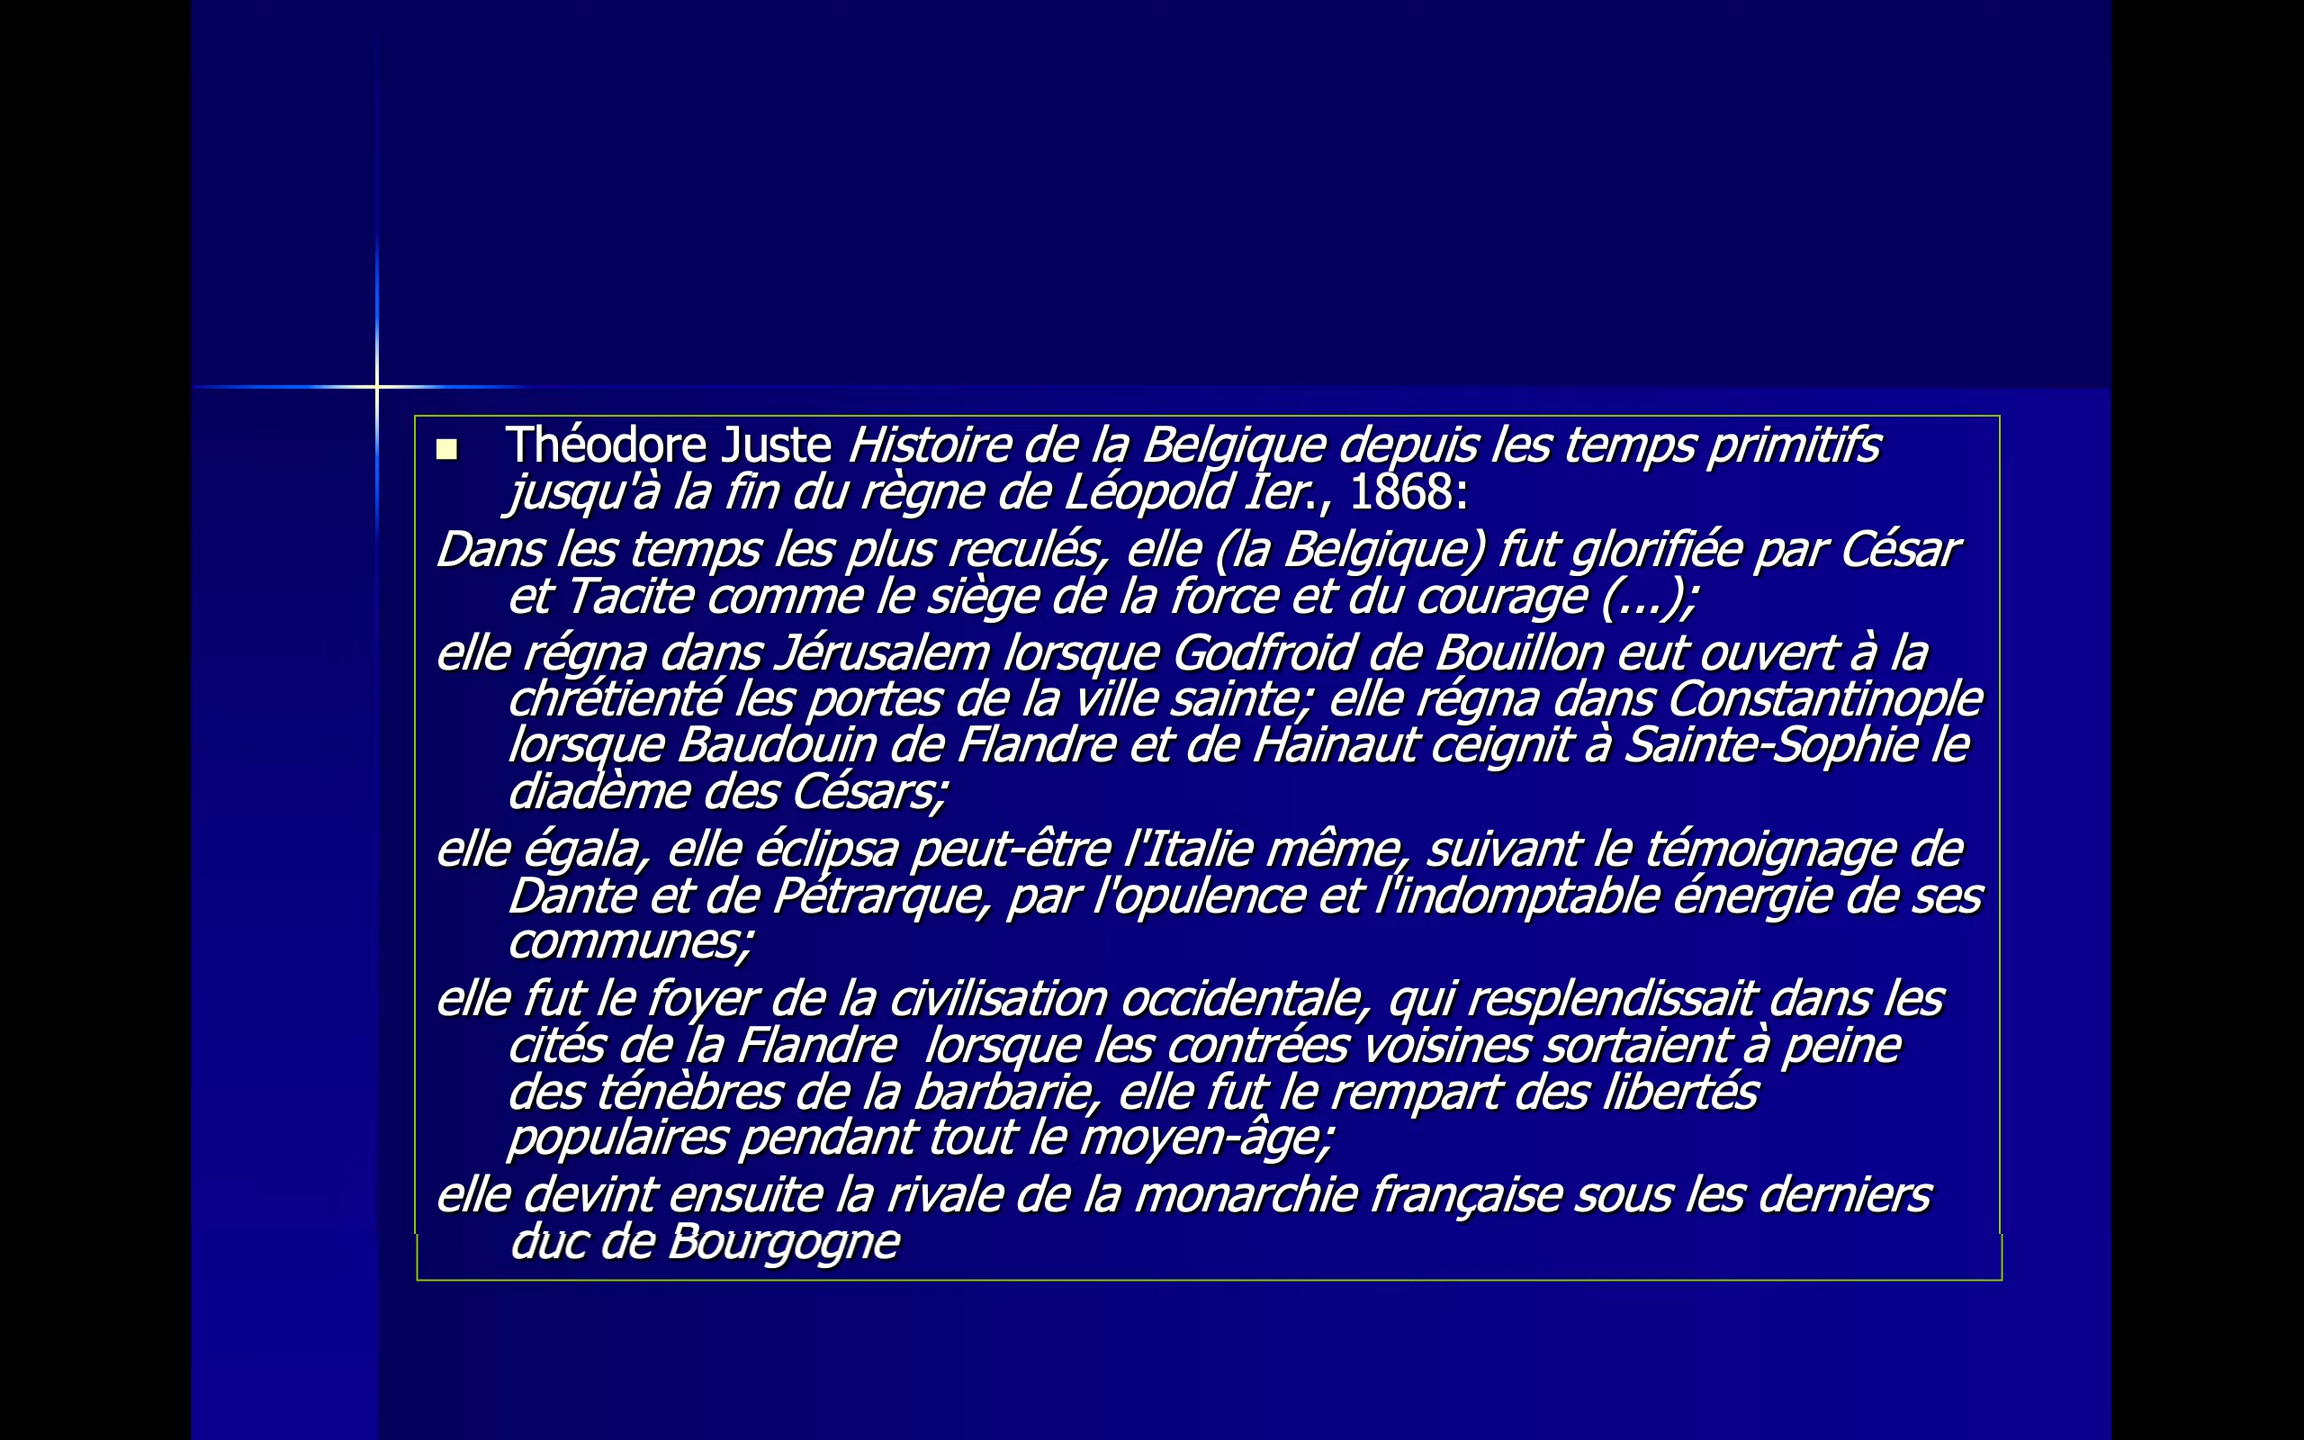 Théodore Juste Histoire de la Belgique depuis les temps primitifs
jusqu'à la fin du règne de Léopold Ier., 1868:
Dans les temps les plus reculés, elle (la Belgique) fut glorifiée par César
et Tacite comme le siège de la force et du courage (...);
elle régna dans Jérusalem lorsque Godfroid de Bouillon eut ouvert à la
chrétienté les portes de la ville sainte; elle régna dans Constantinople
lorsque Baudouin de Flandre et de Hainaut ceignit à Sainte-Sophie le
diadème des Césars;
elle égala, elle éclipsa peut-être l'Italie même, suivant le témoignage de
Dante et de Pétrarque, par l'opulence et l'indomptable énergie de ses
communes;
elle fut le foyer de la civilisation occidentale, qui resplendissait dans les
cités de la Flandre  lorsque les contrées voisines sortaient à peine
des ténèbres de la barbarie, elle fut le rempart des libertés
populaires pendant tout le moyen-âge;
elle devint ensuite la rivale de la monarchie française sous les derniers
duc de Bourgogne